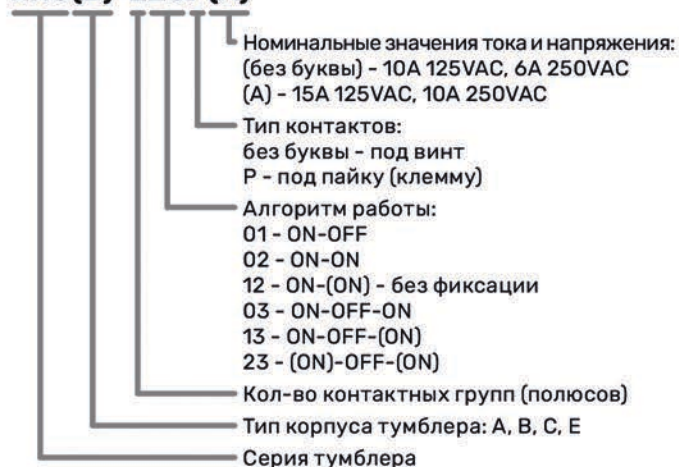 Номинальные значения тока и напряжения:
(без буквы) - 10A 125VAC, 6A 250VAC
(A) - 15A 125VAC, 10A 250VAC
Тип контактов:
без буквы - под винт
P - под пайку (клемму)
Алгоритм работы:
01 - ON-OFF
02 - ON-ON
12 - ON-(ON) - без фиксации
03 - ON-OFF-ON
13 - ON-OFF-(ON)
23 - (ON)-OFF-(ON)
Кол-во контактных групп (полюсов)
Тип корпуса тумблера: A, B, C, E
Серия тумблера